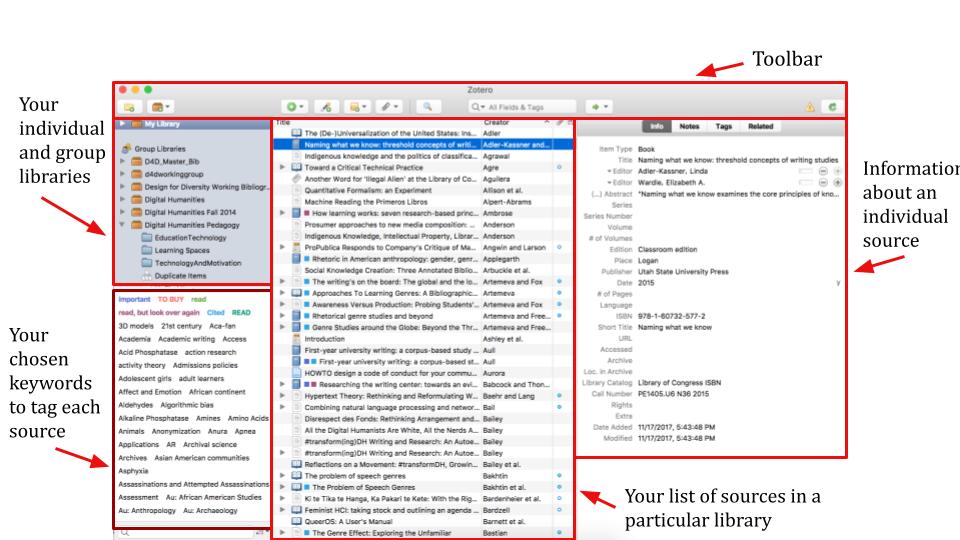 Toolbar
Zotero
All Fields & Tags
Your
individual
and group
libraries
My Library
Group Libraries
D4D_Master_Bib
d4dworkinggroup
Design for Diversity Working Bibliogr...
Digital Humanities
Digital Humanities Fall 2014
Digital Humanities Pedagogy
EducationTechnology
Learning Spaces
TechnologyAndMotivation
Duplicate Items
Your
chosen
keywords
to tag each
source
important TO BUY read
read, but look over again Cited READ
3D models 21st century Aca-fan
Academia Academic writing Access
Acid Phosphatase action research
activity theory Admissions policies
Adolescent girls adult learners
Affect and Emotion African continent
Aldehydes Algorithmic bias
Alkaline Phosphatase Amines Amino Acids
Animals Anonymization Anura Apnea
Applications AR Archival science
Archives Asian American communities
Asphyxia
Assassinations and Attempted Assassinations
Assessment Au: African American Studies
Au: Anthropology Au: Archaeology
Title Creator
The (De-)Universalization of the United States: Ins... Adler
Naming what we know: threshold concepts of writi... Adler-Kassner and...
Indigenous knowledge and the politics of classifica... Agrawal
Toward a Critical Technical Practice Agre
Another Word for 'Illegal Alien' at the Library of Co... Aguilera
Quantitative Formalism: an Experiment Allison et al.
Machine Reading the Primeros Libros Alpert-Abrams
How learning works: seven research-based princ... Ambrose
Prosumer approaches to new media composition: ... Anderson
Indigenous Knowledge, Intellectual Property, Librar... Anderson
ProPublica Responds to Company's Critique of Ma... Angwin and Larson
Rhetoric in American anthropology: gender, genr... Applegarth
Social Knowledge Creation: Three Annotated Biblio... Arbuckle et al.
The writing's on the board: The global and the lo... Artemeva and Fox
Approaches To Learning Genres: A Bibliographic... Artemeva
Awareness Versus Production: Probing Students'... Artemeva and Fox
Rhetorical genres studies and beyond Artemeva and Free...
Genre Studies around the Globe: Beyond the Thr... Artemeva and Free...
Introduction Ashley et al.
First-year university writing: a corpus-based study ... Aull
First-year university writing: a corpus-based ... Aull
HOWTO design a code of conduct for your commu... Aurora
Researching the writing center: towards an evi... Babcock and Thon...
Hypertext Theory: Rethinking and Reformulating W... Baehr and Lang
Combining natural language processing and networ... Bail
Disrespect des Fonds: Rethinking Arrangement and... Bailey
All the Digital Humanists Are White, All the Nerds A... Bailey
#transform(ing)DH Writing and Research: An Autoe... Bailey
#transform(ing)DH Writing and Research: An Autoe... Bailey
Reflections on a Movement: #transformDH, Growin... Bailey et al.
The problem of speech genres Bakhtin
The Problem of Speech Genres Bakhtin et al.
Ki te Tika te Hanga, Ka Pakari te Kete: With the Rig... Bardenheier et al.
Feminist HCI: taking stock and outlining an agenda ... Bardzell
QueerOS: A User's Manual Barnett et al.
The Genre Effect: Exploring the Unfamiliar Bastian
Info Notes Tags Related
Item Type Book
Title Naming what we know: threshold concepts of writing studies
Editor Adler-Kassner, Linda
Editor Wardle, Elizabeth A.
(...) Abstract "Naming what we know examines the core principles of kno...
Series
Series Number
Volume
# of Volumes
Edition Classroom edition
Place Logan
Publisher Utah State University Press
Date 2015 y
# of Pages
Language
ISBN 978-1-60732-577-2
Short Title Naming what we know
URL
Accessed
Archive
Loc. in Archive
Library Catalog Library of Congress ISBN
Call Number PE1405.U6 N36 2015
Rights
Extra
Date Added 11/17/2017, 5:43:48 PM
Modified 11/17/2017, 5:43:48 PM
Information
about an
individual
source
Your list of sources in a
particular library